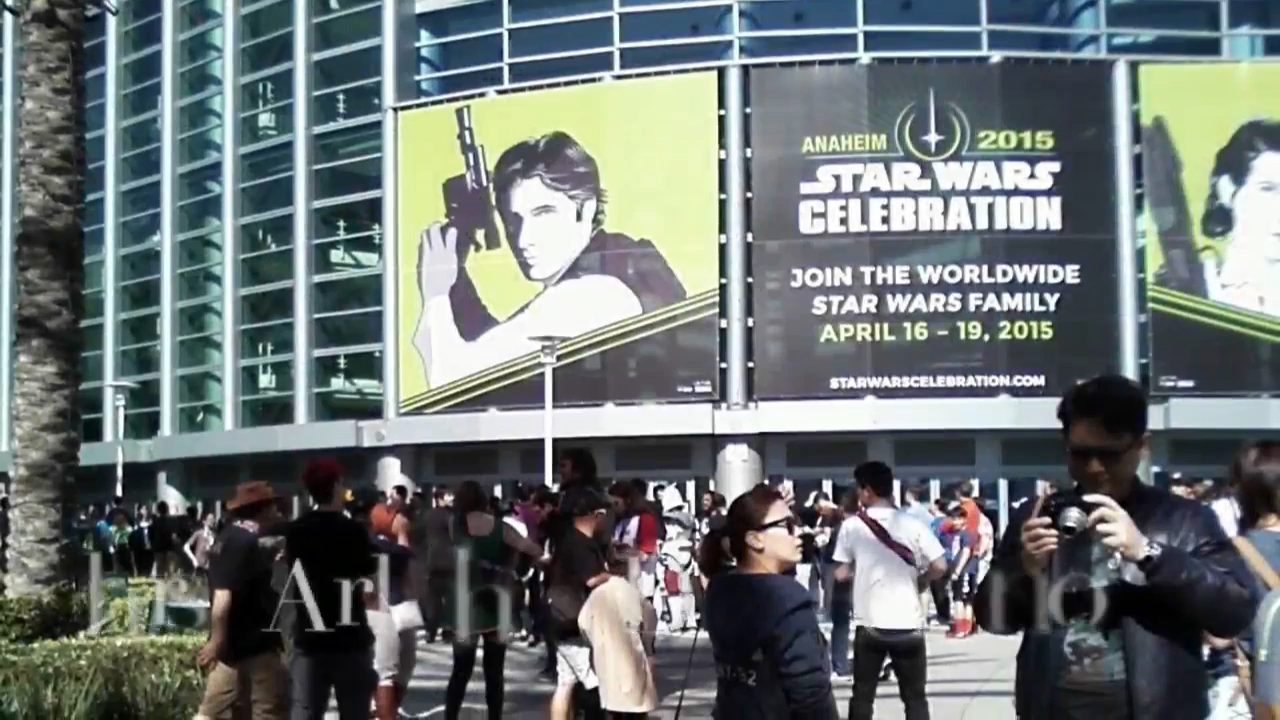 ANAHEIM 2015
STAR WARS
CELEBRATION
JOIN THE WORLDWIDE
STAR WARS FAMILY
APRIL 16 – 19, 2015
STARWARSCELEBRATION.COM